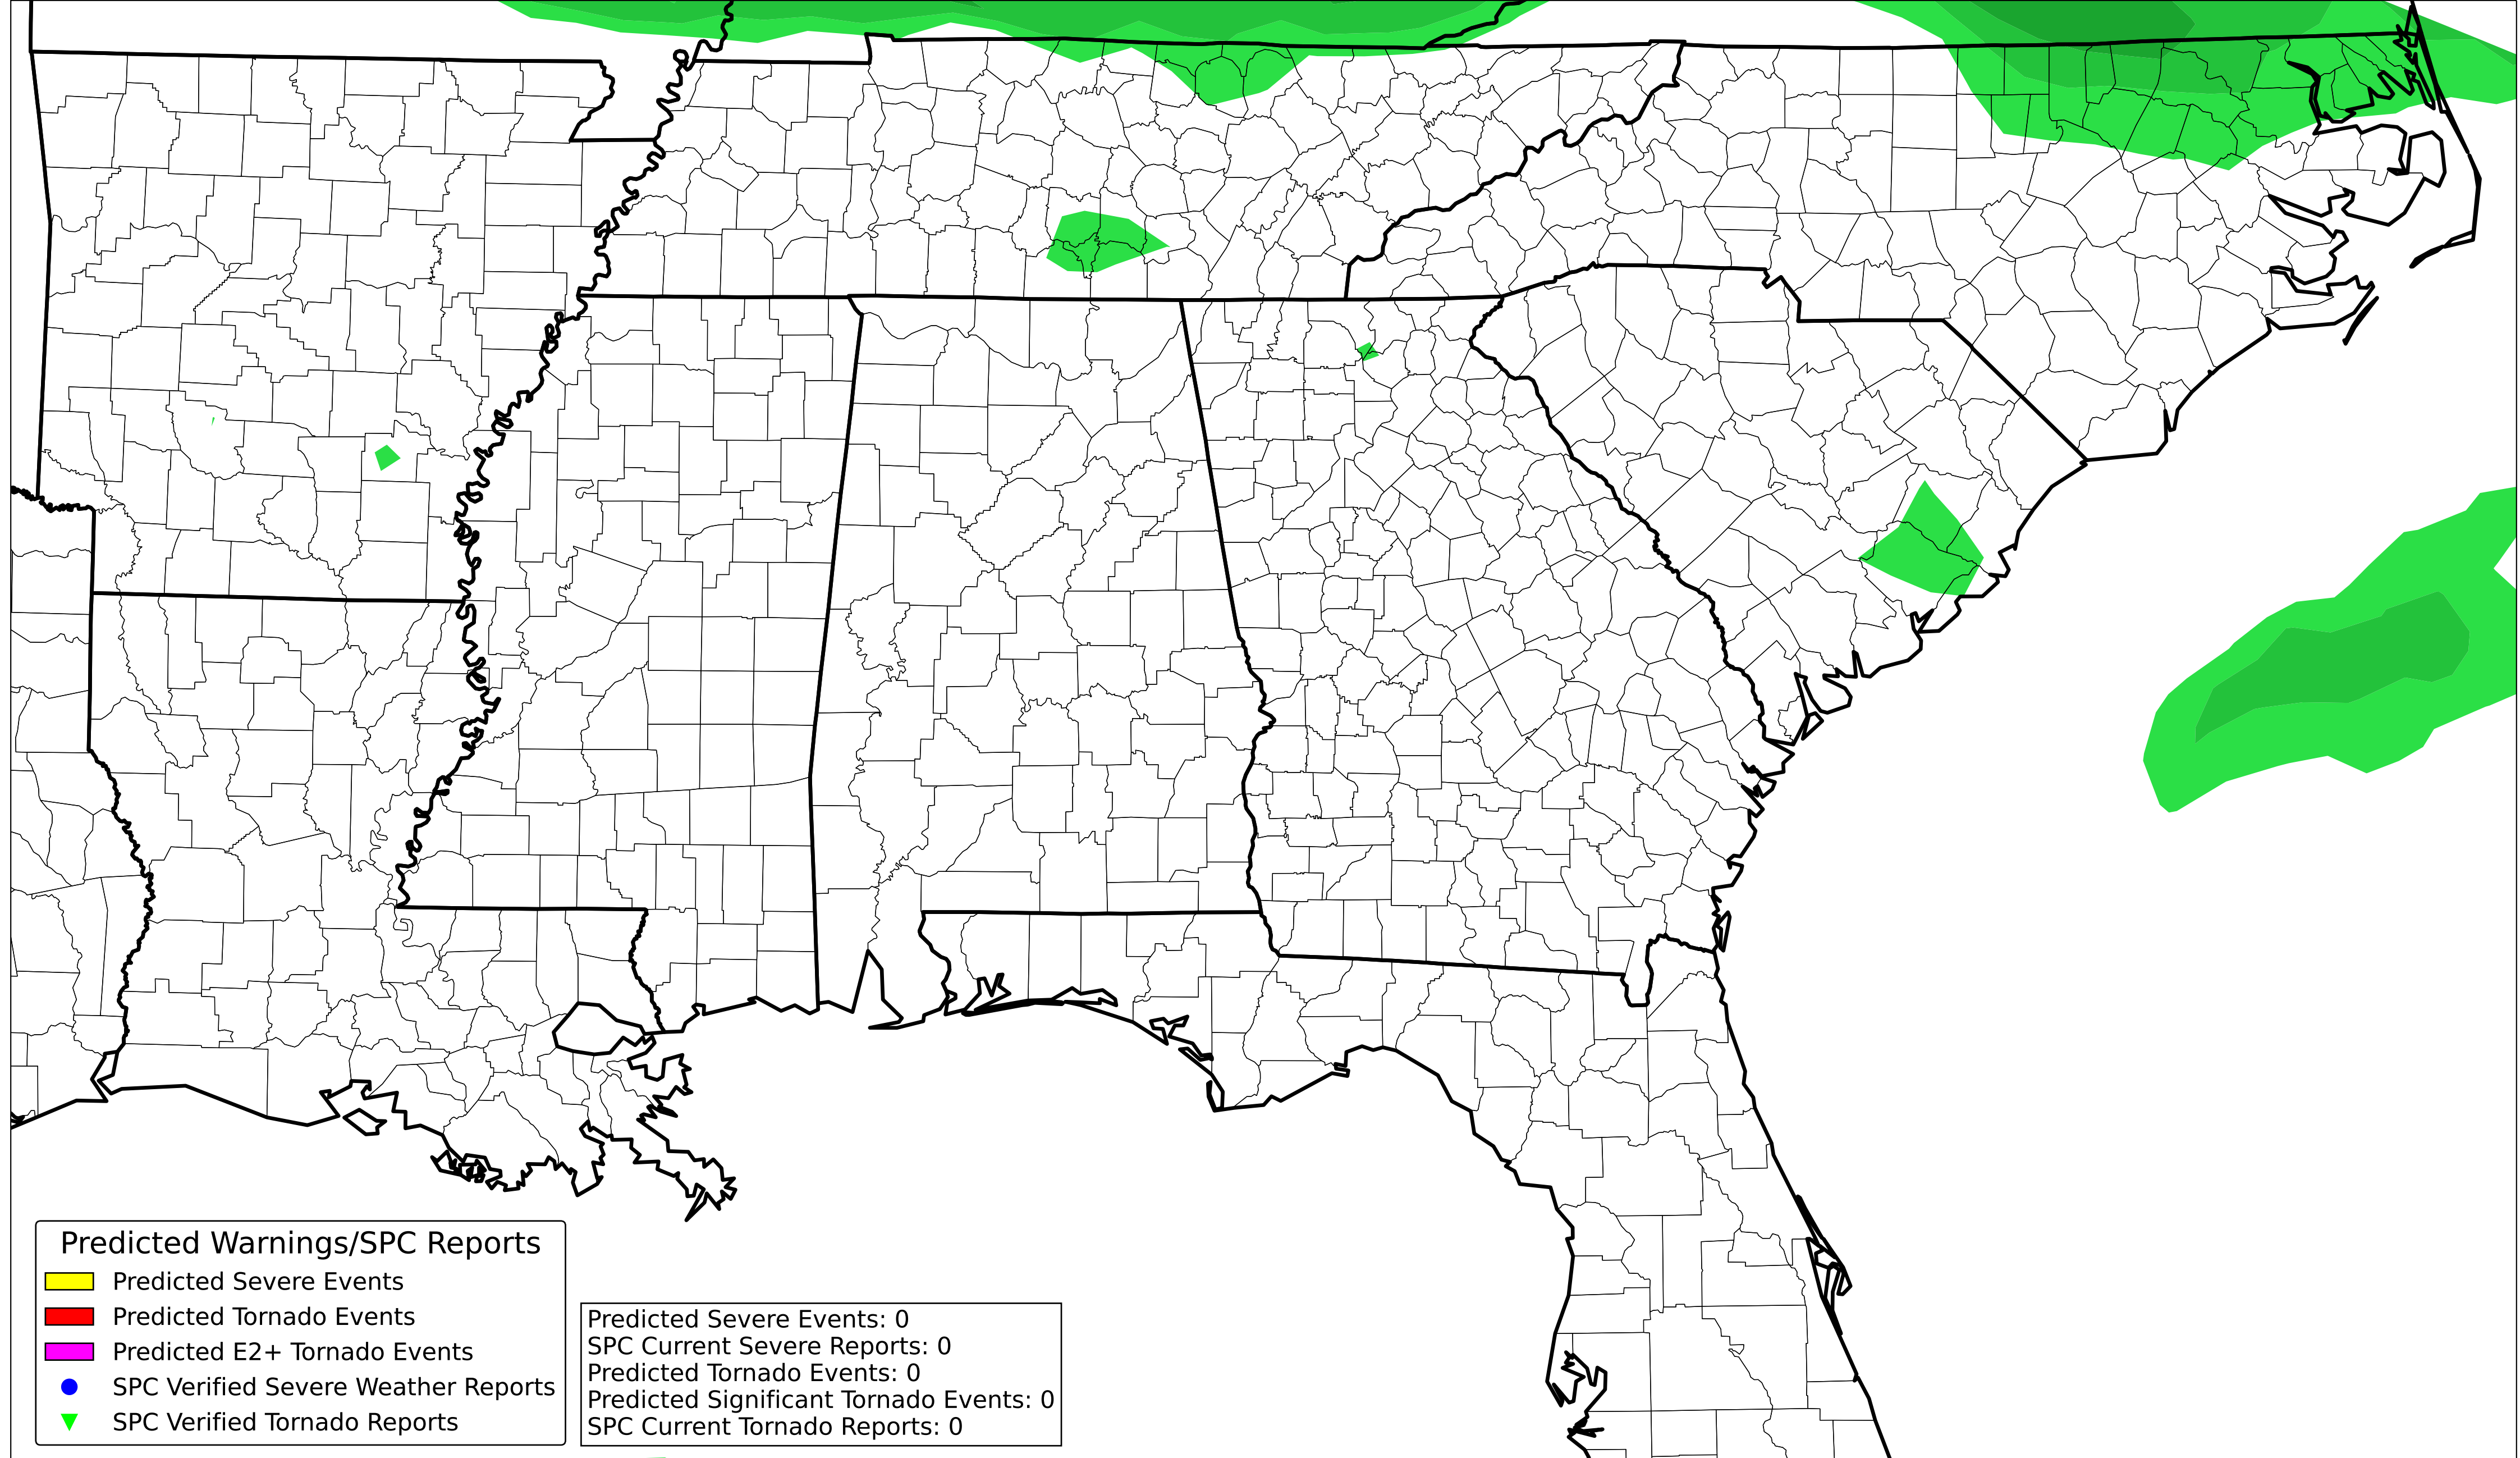 Predicted Warnings/SPC Reports
Predicted Severe Events
Predicted Tornado Events
Predicted E2+ Tornado Events
SPC Verified Severe Weather Reports
SPC Verified Tornado Reports
Predicted Severe Events: 0
SPC Current Severe Reports: 0
Predicted Tornado Events: 0
Predicted Significant Tornado Events: 0
SPC Current Tornado Reports: 0